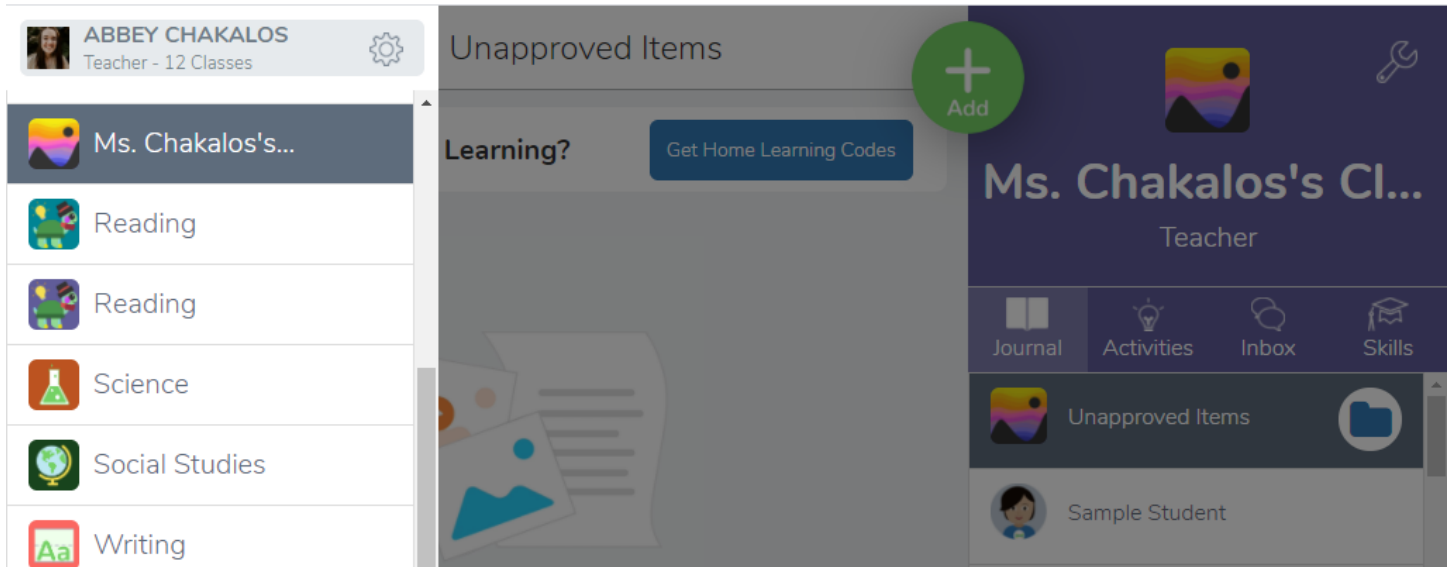 ABBEY CHAKALOS
Teacher - 12 Classes
Ms. Chakalos's...
Reading
Reading
Science
Social Studies
Aa
Writing
Unapproved Items
Learning?
Get Home Learning Codes
Add
Ms. Chakalos's Cl...
Teacher
Journal
Activities
Inbox
Skills
Unapproved Items
Sample Student